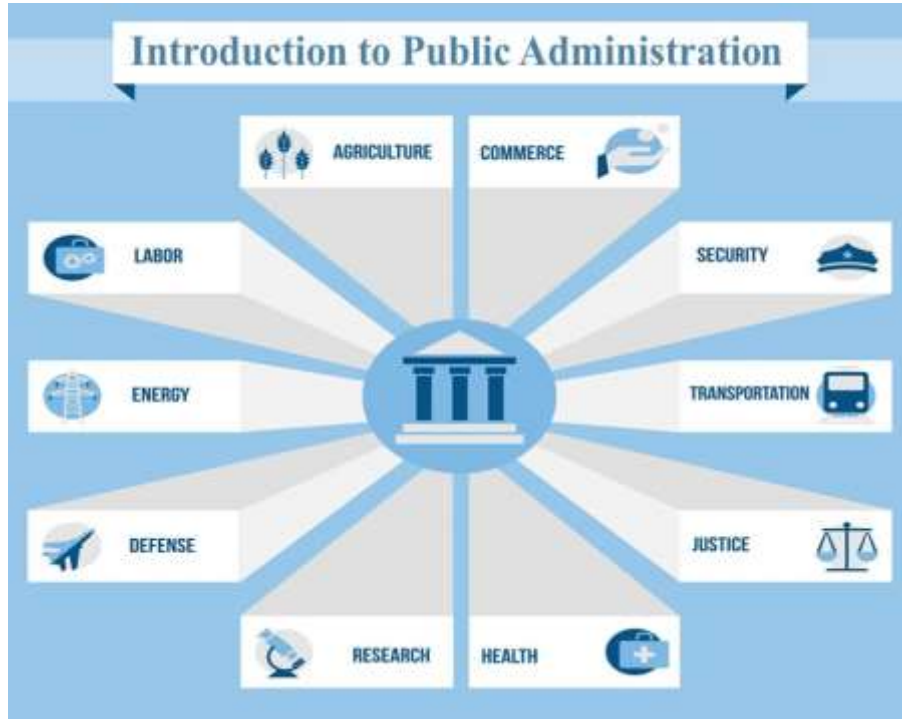 Introduction to Public Administration
AGRICULTURE
COMMERCE
LABOR
SECURITY
ENERGY
TRANSPORTATION
DEFENSE
JUSTICE
RESEARCH
HEALTH